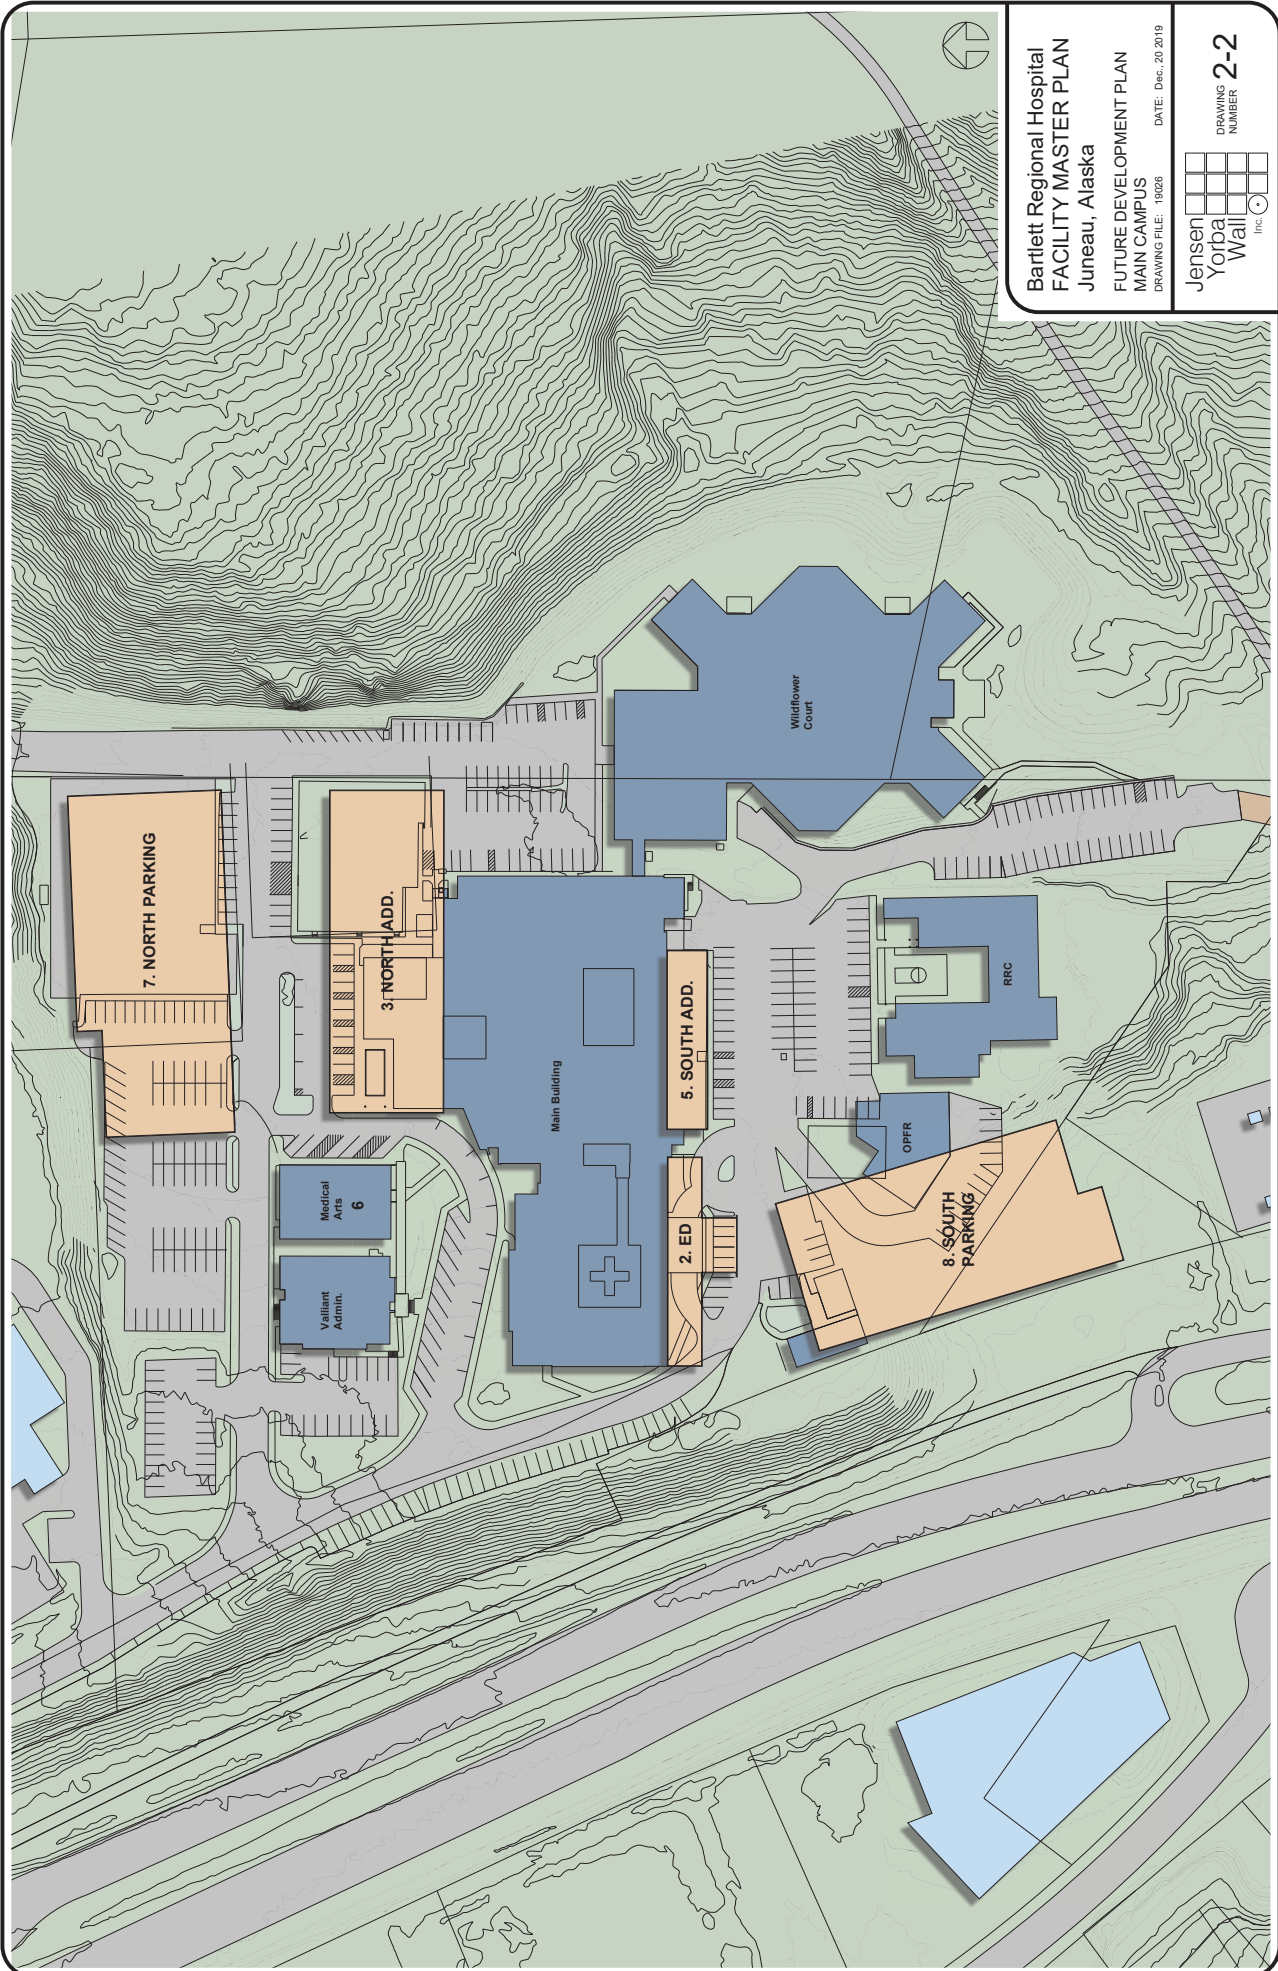 Bartlett Regional Hospital
FACILITY MASTER PLAN
Juneau, Alaska
FUTURE DEVELOPMENT PLAN
MAIN CAMPUS
DRAWING FILE: 19026 DATE: Dec., 20 2019
Jensen
Yorba
Wall
Inc.
DRAWING
NUMBER 2-2
7. NORTH PARKING
3. NORTH ADD.
Wildflower
Court
Main Building
5. SOUTH ADD.
RRC
OPFR
Medical
Arts
6
Valliant
Admin.
2. ED
8. SOUTH
PARKING